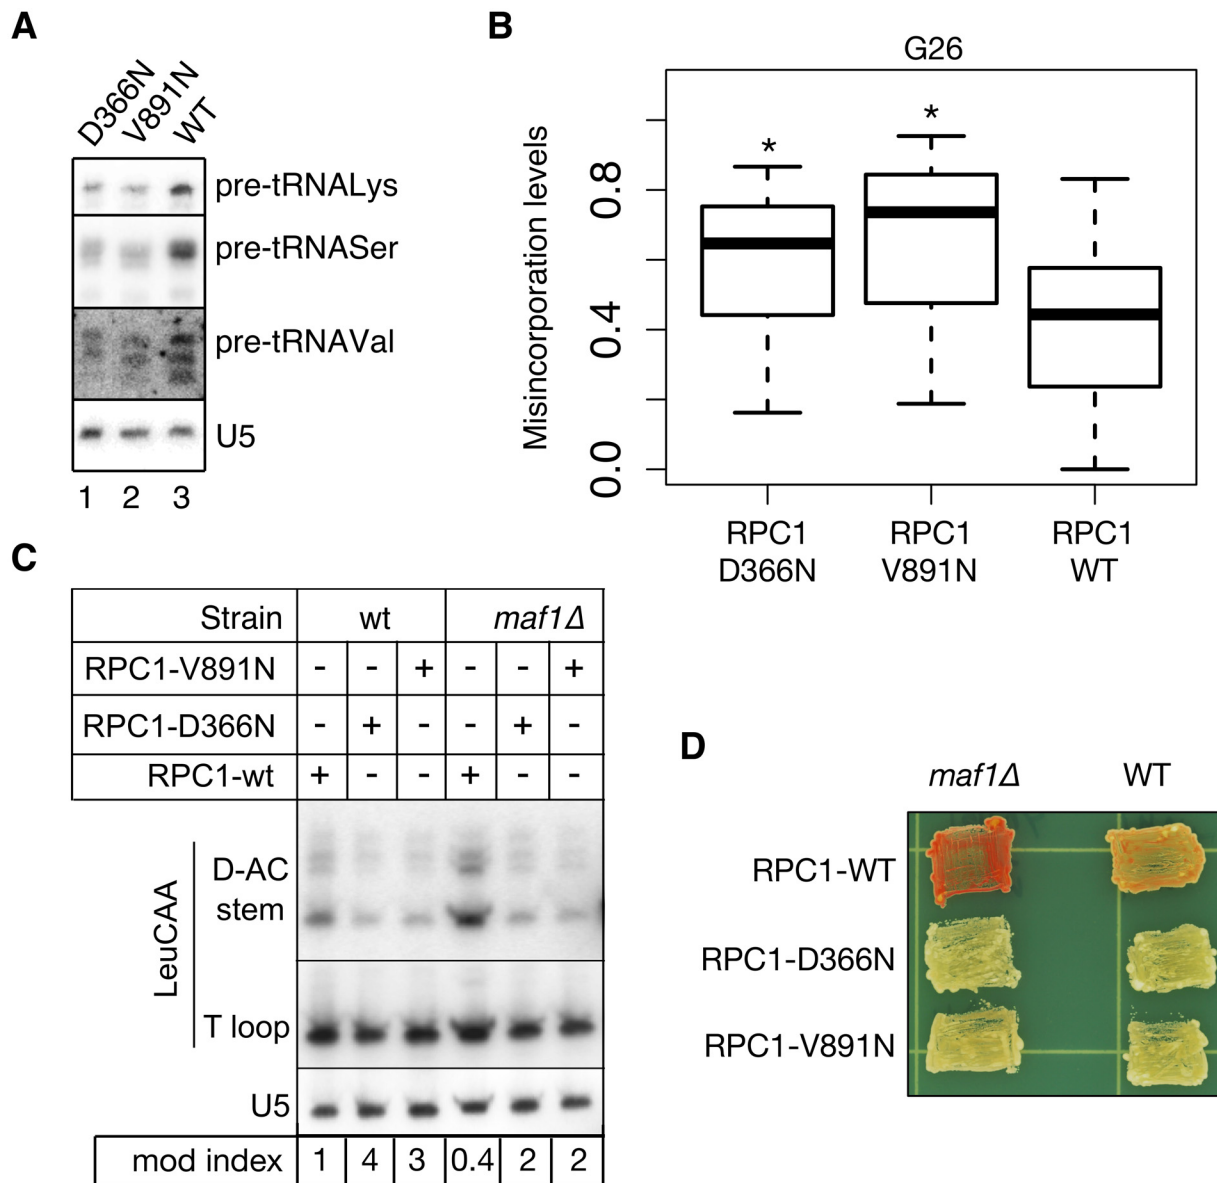 A
D366N
V891N
WT
pre-tRNALys
pre-tRNASer
pre-tRNAVal
U5
1 2 3
B
G26
Misincorporation levels
0.8
0.4
0.0
*
*
RPC1 RPC1 RPC1
D366N V891N WT
C
Strain wt maf1Δ
RPC1-V891N - - + - - +
RPC1-D366N - + - - + -
RPC1-wt + - - + - -
LeuCAA
D-AC
stem
T loop
U5
mod index 1 4 3 0.4 2 2
D
maf1Δ WT
RPC1-WT
RPC1-D366N
RPC1-V891N